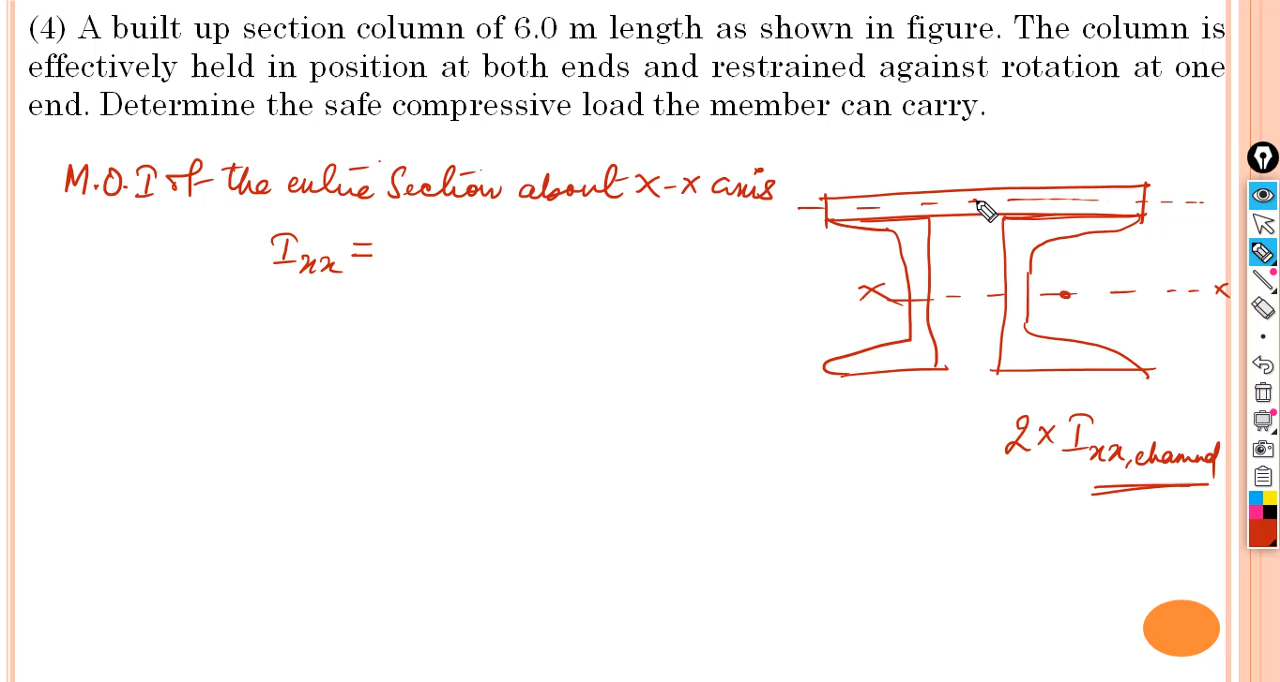 (4) A built up section column of 6.0 m length as shown in figure. The column is
effectively held in position at both ends and restrained against rotation at one
end. Determine the safe compressive load the member can carry.
M.O.I of the entire Section about X-X axis
Ixx =
X X
2 x Ixx, channel